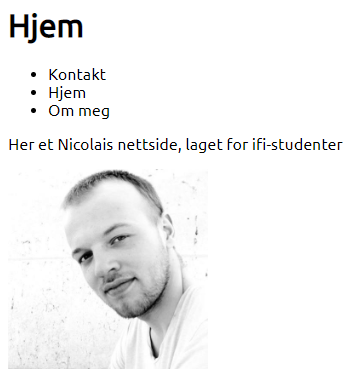 Hjem
Kontakt
Hjem
Om meg
Her et Nicolais nettside, laget for ifi-studenter